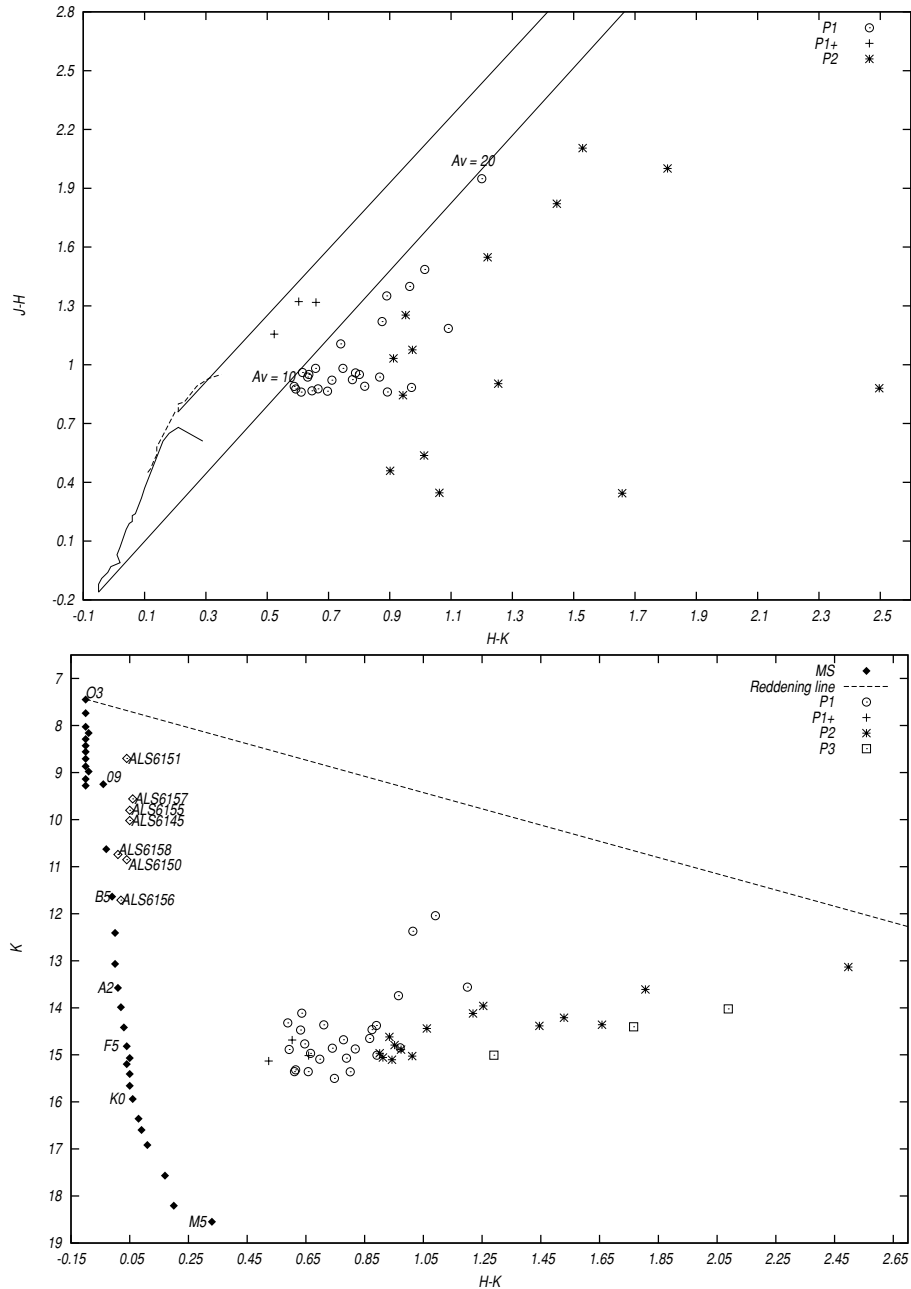 2.8
2.5
2.2
1.9
1.6
1.3
1
0.7
0.4
0.1
-0.2
J-H
P1
P1+
P2
Av = 20
Av = 10
-0.1 0.1 0.3 0.5 0.7 0.9 1.1 1.3 1.5 1.7 1.9 2.1 2.3 2.5
H-K
7
8
9
10
11
12
13
14
15
16
17
18
19
K
MS
Reddening line
P1
P1+
P2
P3
O3
ALS6151
09
ALS6157
ALS6155
ALS6145
ALS6158
ALS6150
B5
ALS6156
A2
F5
K0
M5
-0.15 0.05 0.25 0.45 0.65 0.85 1.05 1.25 1.45 1.65 1.85 2.05 2.25 2.45 2.65
H-K